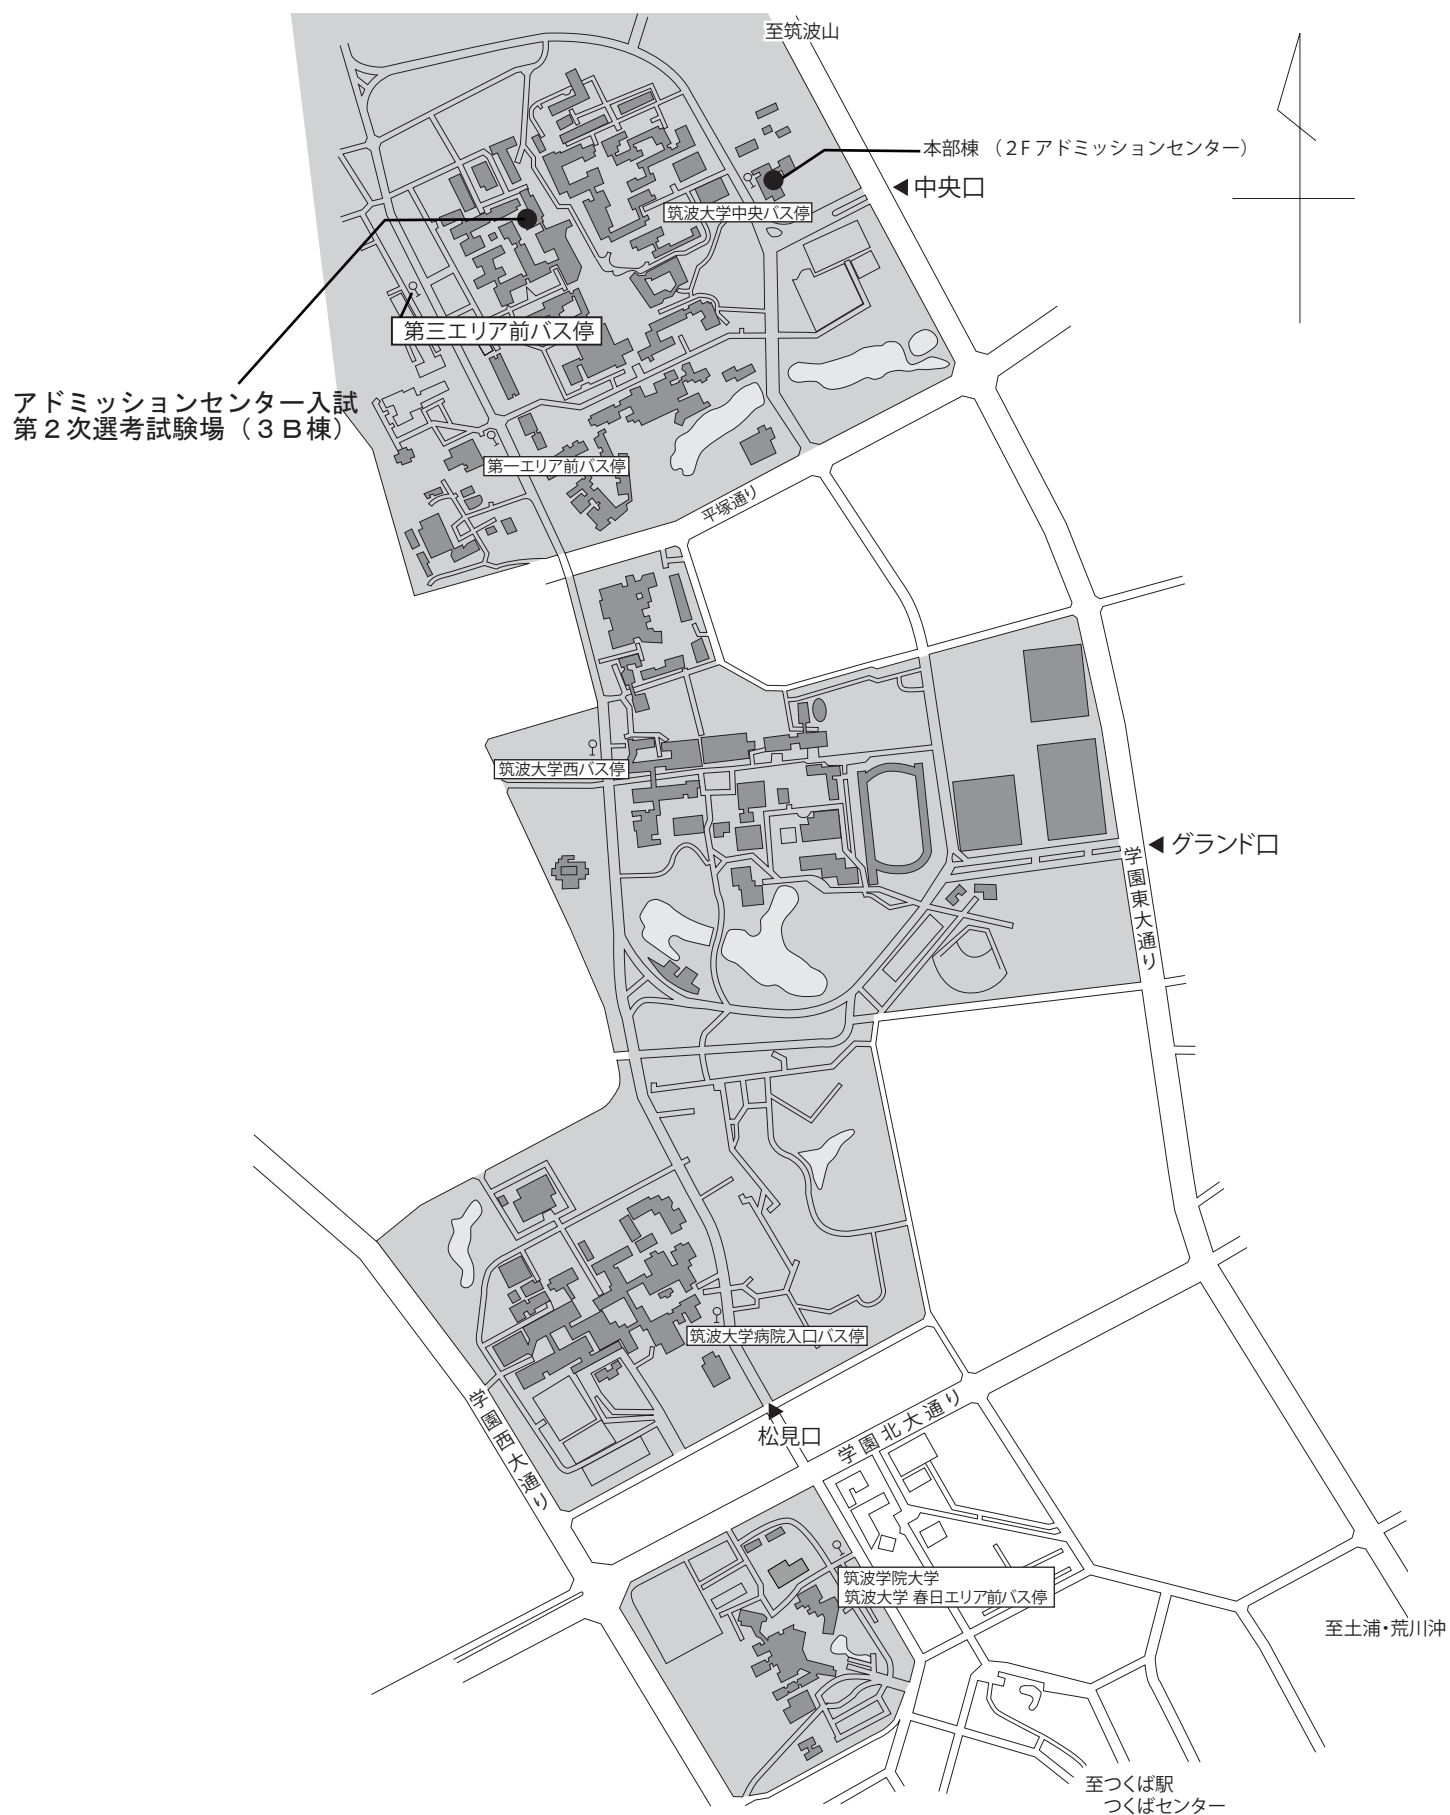 至筑波山
本部棟 （２Fアドミッションセンター）
中央口
筑波大学中央バス停
第三エリア前バス停
アドミッションセンター入試
第２次選考試験場（３Ｂ棟）
第一エリア前バス停
平塚通り
筑波大学西バス停
グランド口
学園東大通り
筑波大学病院入口バス停
松見口
学園北大通り
学園西大通り
筑波学院大学
筑波大学 春日エリア前バス停
至土浦・荒川沖
至つくば駅
つくばセンター